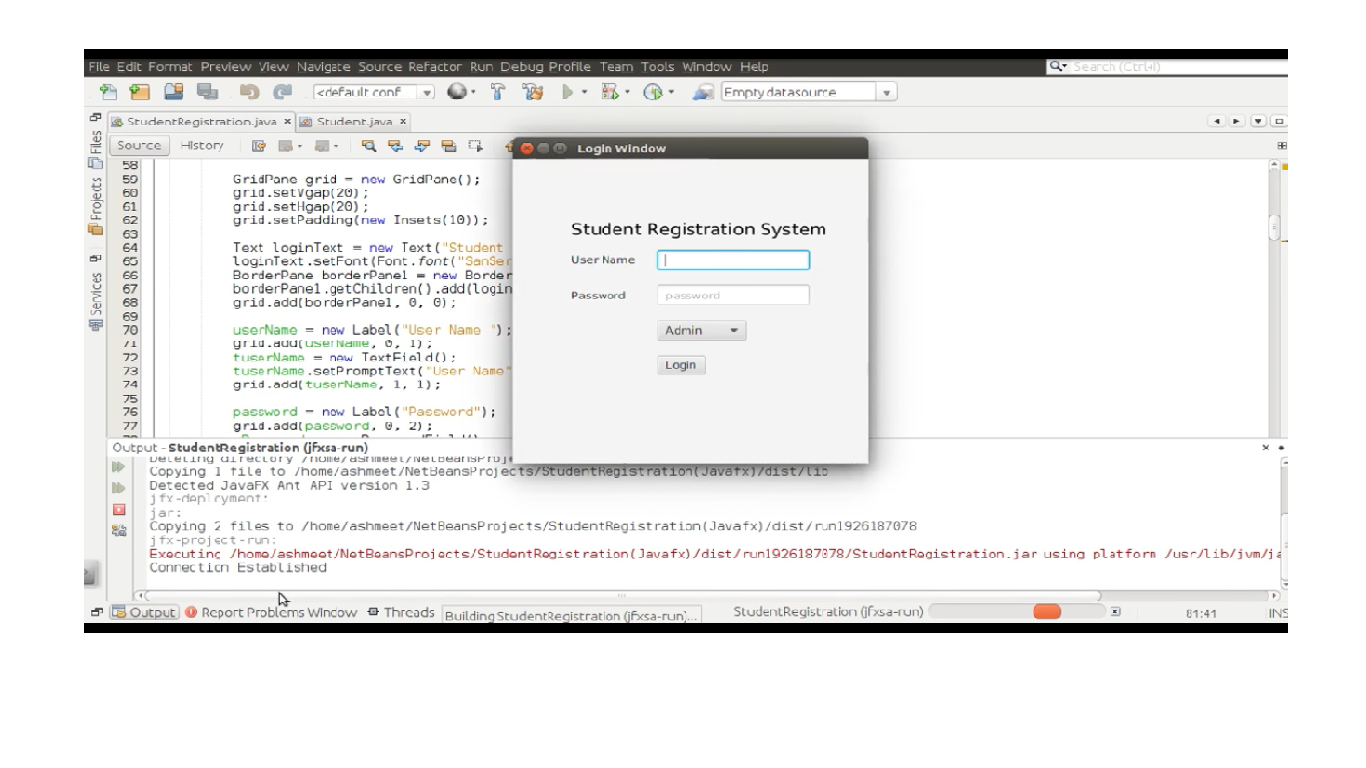 File Edit Format Preview View Navigate Source Refactor Run Debug Profile Team Tools Window Help
Search (Ctrl+I)
<default conf
Empty datasource
StudentRegistration.java
Student.java
Source History
Files
Projects
Services
Login Window
Student Registration System
User Name
Password
password
Admin
Login
58
59 GridPane grid = new GridPane();
60 grid.setVgap(20);
61 grid.setHgap(20);
62 grid.setPadding(new Insets(10));
63
64 Text loginText = new Text("Student
65 loginText.setFont(Font.font("SanSer
66 BorderPane borderPanel = new Border
67 borderPanel.getChildren().add(login
68 grid.add(borderPanel, 0, 0);
69
70 userName = new Label("User Name ");
71 grid.add(userName, 0, 1);
72 tuserName = new TextField();
73 tuserName.setPromptText("User Name"
74 grid.add(tuserName, 1, 1);
75
76 password = new Label("Password");
77 grid.add(password, 0, 2);
Output - StudentRegistration (jfxsa-run)
Deleting directory /home/ashmeet/NetBeansProje
Copying 1 file to /home/ashmeet/NetBeansProjects/StudentRegistration(Javafx)/dist/lib
Detected JavaFX Ant API version 1.3
jfx-deployment:
jar:
Copying 2 files to /home/ashmeet/NetBeansProjects/StudentRegistration(Javafx)/dist/run1926187078
jfx-project-run:
Executing /home/ashmeet/NetBeansProjects/StudentRegistration(Javafx)/dist/run1926187078/StudentRegistration.jar using platform /usr/lib/jvm/ja
Connection Established
Output Report Problems Window Threads Building StudentRegistration (jfxsa-run)... StudentRegistration (jfxsa-run) 81:41 INS